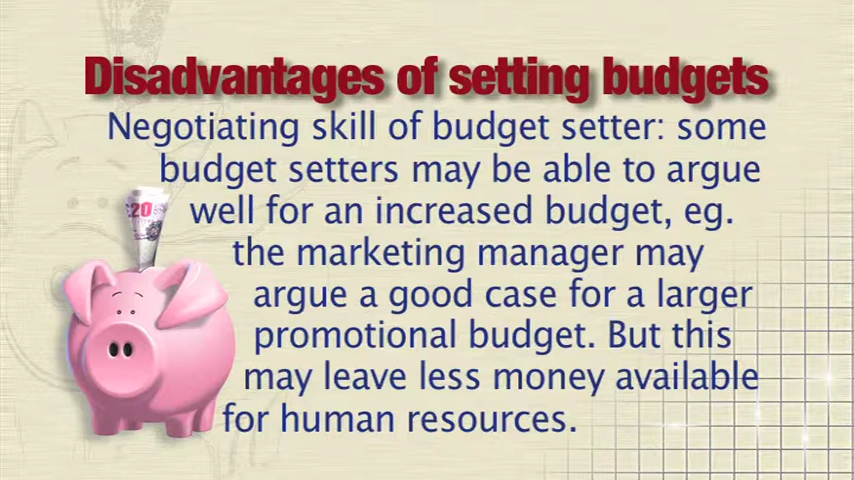 Disadvantages of setting budgets
Negotiating skill of budget setter: some
budget setters may be able to argue
well for an increased budget, eg.
the marketing manager may
argue a good case for a larger
promotional budget. But this
may leave less money available
for human resources.
£20